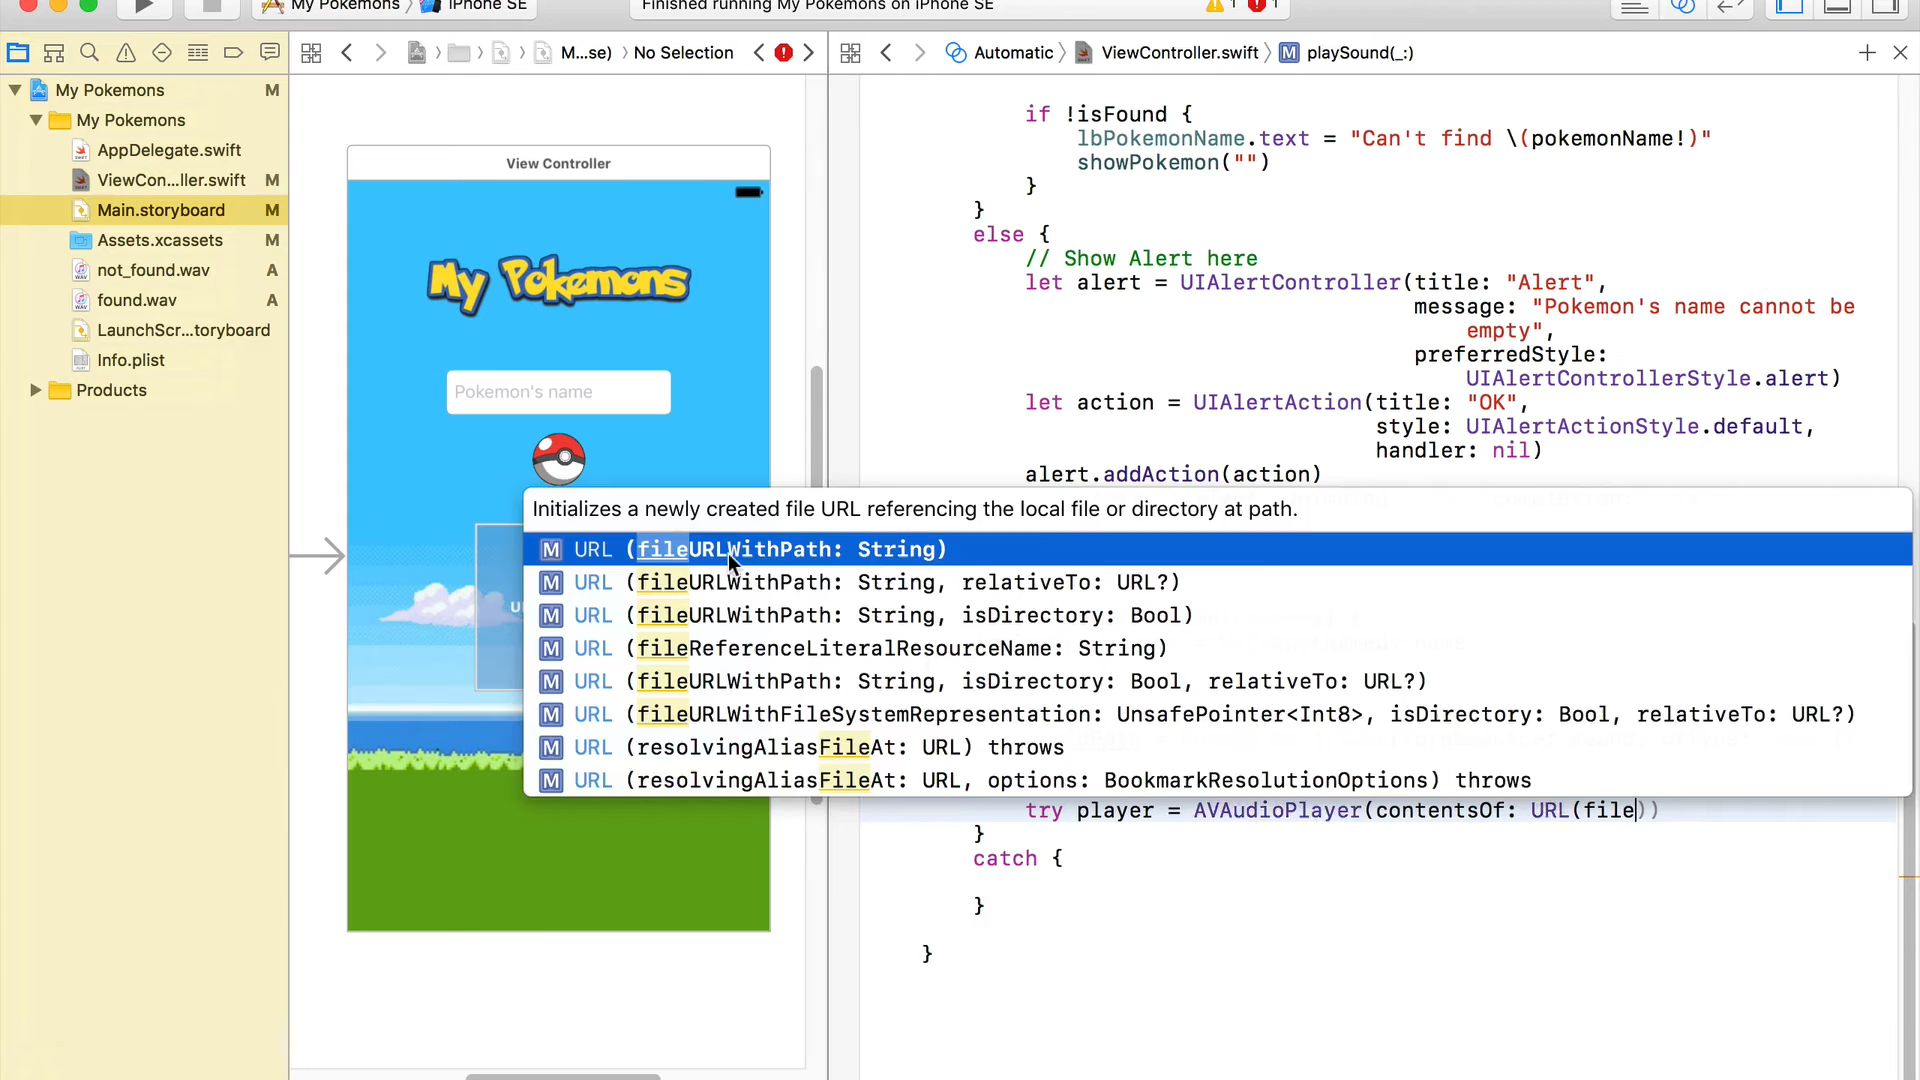 My Pokemons 〉 iPhone SE
Finished running My Pokemons on iPhone SE
1
1
M...se) 〉 No Selection
Automatic 〉 ViewController.swift 〉 M playSound(_:)
My Pokemons M
My Pokemons
AppDelegate.swift
ViewCon...ller.swift M
Main.storyboard M
Assets.xcassets M
not_found.wav A
found.wav A
LaunchScr...toryboard
Info.plist
Products
View Controller
My Pokemons
Pokemon's name
if !isFound {
lbPokemonName.text = "Can't find \(pokemonName!)"
showPokemon("")
}
}
else {
// Show Alert here
let alert = UIAlertController(title: "Alert",
message: "Pokemon's name cannot be
empty",
preferredStyle:
UIAlertControllerStyle.alert)
let action = UIAlertAction(title: "OK",
style: UIAlertActionStyle.default,
handler: nil)
alert.addAction(action)
Initializes a newly created file URL referencing the local file or directory at path.
M URL (fileURLWithPath: String)
M URL (fileURLWithPath: String, relativeTo: URL?)
M URL (fileURLWithPath: String, isDirectory: Bool)
M URL (fileReferenceLiteralResourceName: String)
M URL (fileURLWithPath: String, isDirectory: Bool, relativeTo: URL?)
M URL (fileURLWithFileSystemRepresentation: UnsafePointer<Int8>, isDirectory: Bool, relativeTo: URL?)
M URL (resolvingAliasFileAt: URL) throws
M URL (resolvingAliasFileAt: URL, options: BookmarkResolutionOptions) throws
try player = AVAudioPlayer(contentsOf: URL(file))
}
catch {
}
}